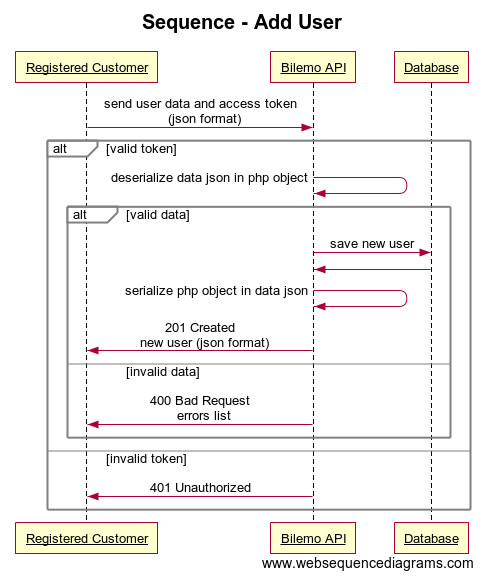 Sequence - Add User
Registered Customer
Bilemo API
Database
send user data and access token
(json format)
alt
[valid token]
deserialize data json in php object
alt
[valid data]
save new user
serialize php object in data json
201 Created
new user (json format)
[invalid data]
400 Bad Request
errors list
[invalid token]
401 Unauthorized
Registered Customer
Bilemo API
Database
www.websequencediagrams.com